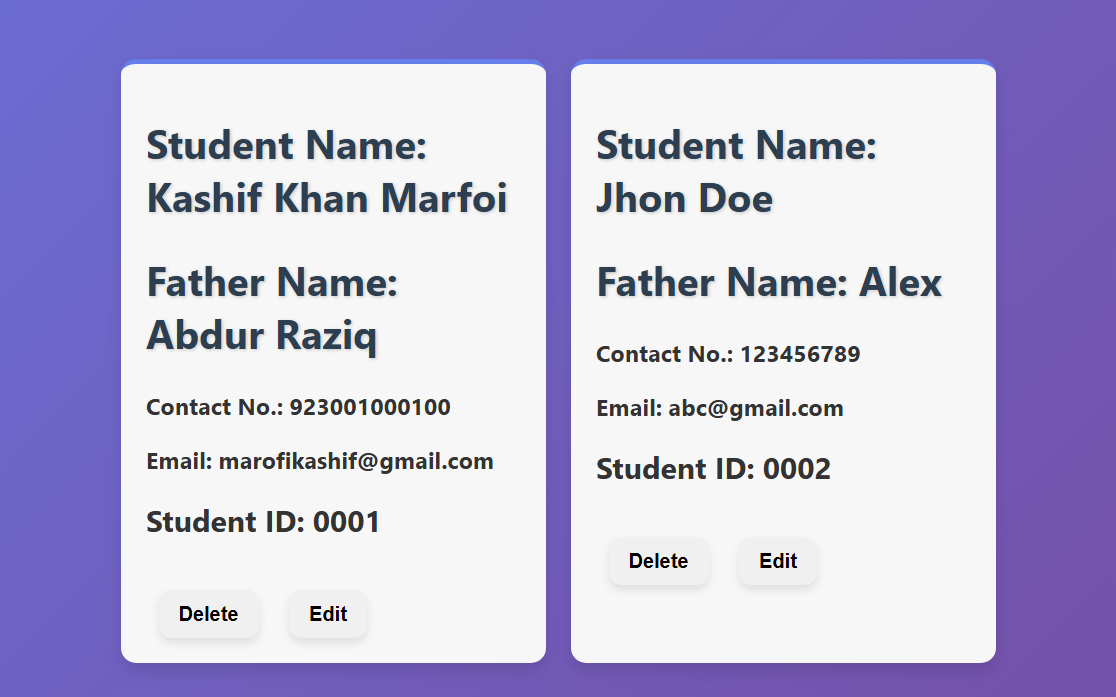 Student Name:
Kashif Khan Marfoi
Father Name:
Abdur Raziq
Contact No.: 923001000100
Email: marofikashif@gmail.com
Student ID: 0001
Delete
Edit
Student Name:
Jhon Doe
Father Name: Alex
Contact No.: 123456789
Email: abc@gmail.com
Student ID: 0002
Delete
Edit